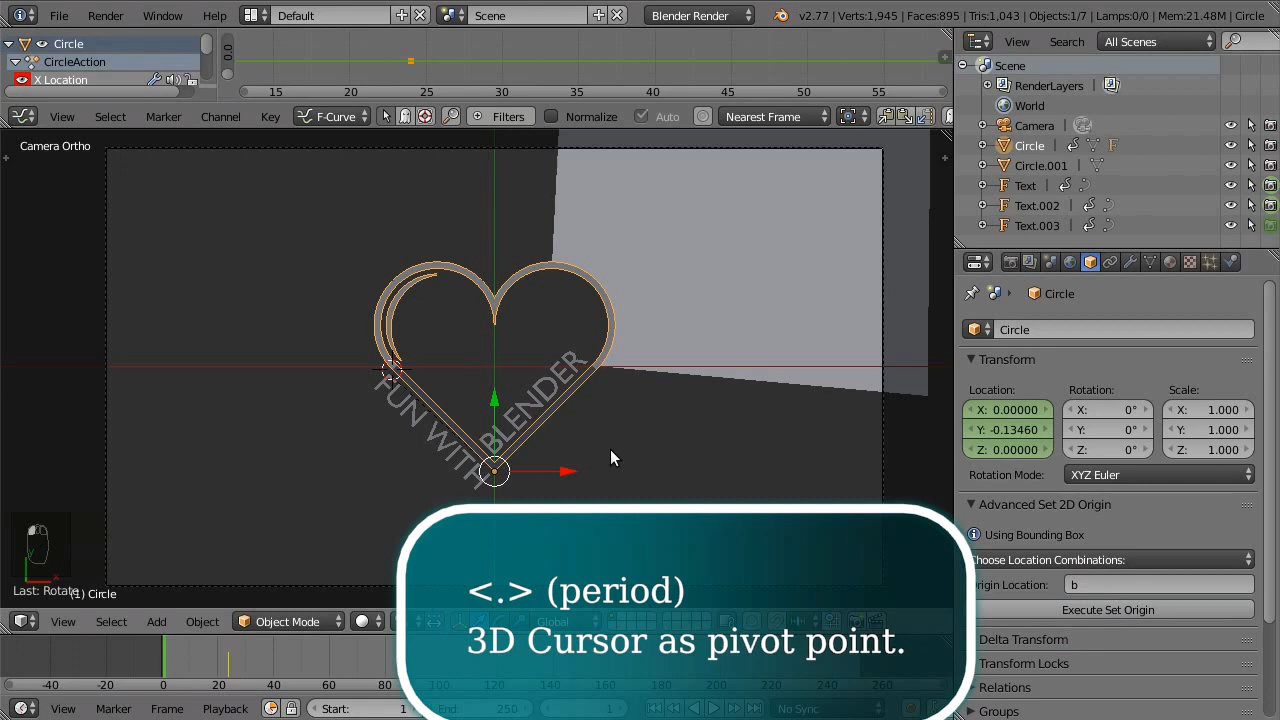 File Render Window Help Default Scene Blender Render v2.77 | Verts:1,945 | Faces:895 | Tris:1,043 | Objects:1/7 | Lamps:0/0 | Mem:21.48M | Circle
Circle
CircleAction
X Location
0.0
15 20 25 30 35 40 45 50 55
View Select Marker Channel Key F-Curve Filters Normalize Auto Nearest Frame
View Search All Scenes
Scene
RenderLayers |
World
Camera |
Circle |
Circle.001 |
Text |
Text.002 |
Text.003 |
Camera Ortho
FUN WITH BLENDER
Circle
Circle
Transform
Location: Rotation: Scale:
X: 0.00000 X: 0° X: 1.000
Y: -0.13460 Y: 0° Y: 1.000
Z: 0.00000 Z: 0° Z: 1.000
Rotation Mode: XYZ Euler
Advanced Set 2D Origin
Using Bounding Box
Choose Location Combinations:
Origin Location: b
Execute Set Origin
Delta Transform
Transform Locks
Relations
Groups
Last: Rotate
(1) Circle
View Select Add Object Object Mode Global
<.> (period)
3D Cursor as pivot point.
-40 -20 0 20 40 60 80 100 120 140 160 180 200 220 240 260
View Marker Frame Playback Start: 1 End: 250 1 No Sync